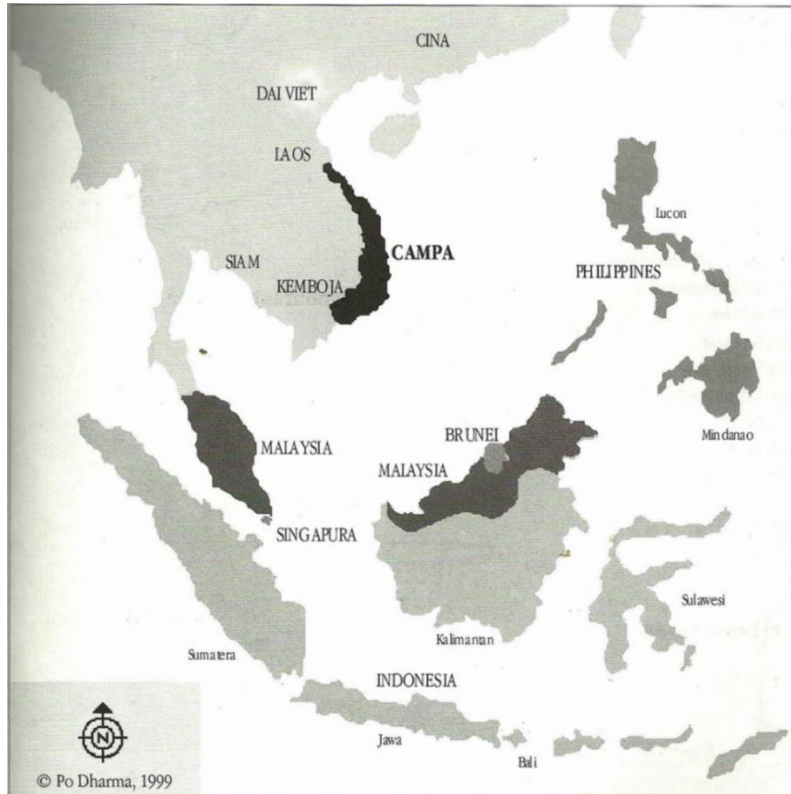 CINA
DAI VIET
LAOS
Lucon
CAMPA
SIAM
PHILIPPINES
KEMBOJA
BRUNEI
Mindanao
MALAYSIA
MALAYSIA
SINGAPURA
Sulawesi
Kalimantan
Sumatera
INDONESIA
Jawa
Bali
N
© Po Dharma, 1999